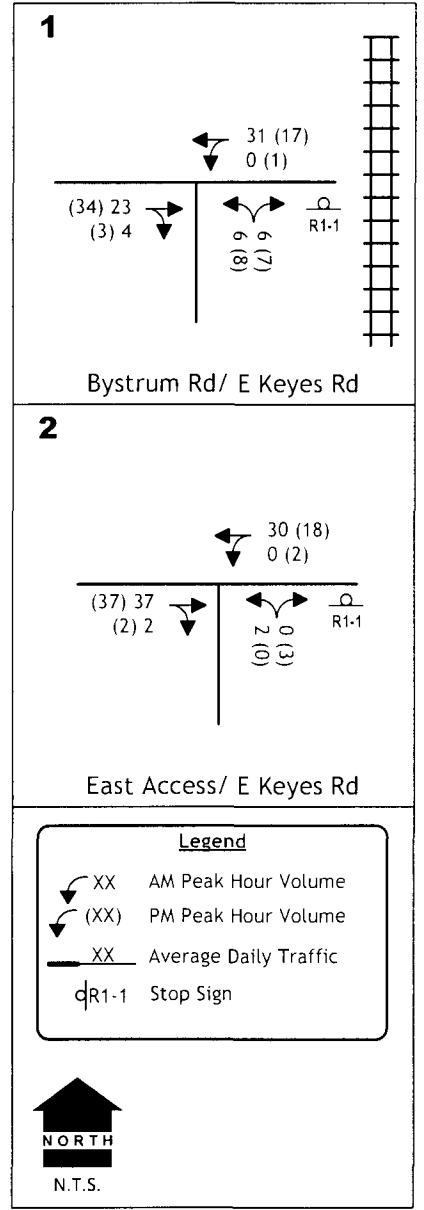 1
31 (17)
0 (1)
(34) 23
(3) 4
6 (7)
6 (8)
R1-1
Bystrum Rd/ E Keyes Rd
2
30 (18)
0 (2)
(37) 37
(2) 2
0 (3)
2 (0)
R1-1
East Access/ E Keyes Rd
Legend
XX AM Peak Hour Volume
(XX) PM Peak Hour Volume
XX Average Daily Traffic
R1-1 Stop Sign
NORTH
N.T.S.